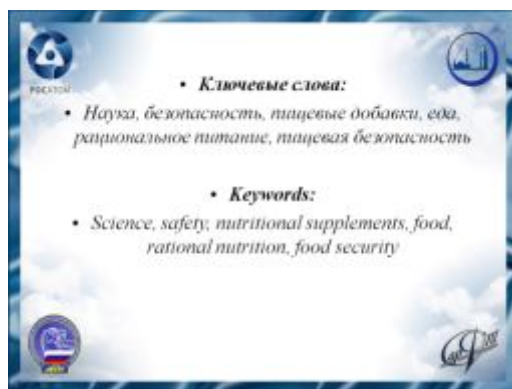 РОСАТОМ
• Ключевые слова:
• Наука, безопасность, пищевые добавки, еда,
рациональное питание, пищевая безопасность
• Keywords:
• Science, safety, nutritional supplements, food,
rational nutrition, food security